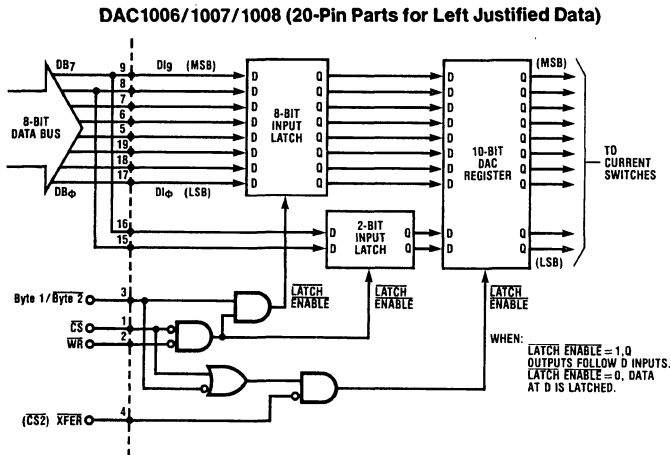 DAC1006/1007/1008 (20-Pin Parts for Left Justified Data)
DB7 9 DI9 (MSB) D Q D Q (MSB)
8 D Q D Q
7 D Q D Q
6 D Q D Q
5 D Q D Q
19 D Q D Q
18 D Q D Q
DBΦ 17 DIΦ (LSB) D Q D Q
8-BIT
DATA BUS
8-BIT
INPUT
LATCH
10-BIT
DAC
REGISTER
TO
CURRENT
SWITCHES
16 D Q D Q
15 D Q D Q (LSB)
2-BIT
INPUT
LATCH
Byte 1/Byte 2 3
CS 1
WR 2
(CS2) XFER 4
LATCH
ENABLE
LATCH
ENABLE
LATCH
ENABLE
WHEN:
LATCH ENABLE = 1, Q
OUTPUTS FOLLOW D INPUTS.
LATCH ENABLE = 0, DATA
AT D IS LATCHED.